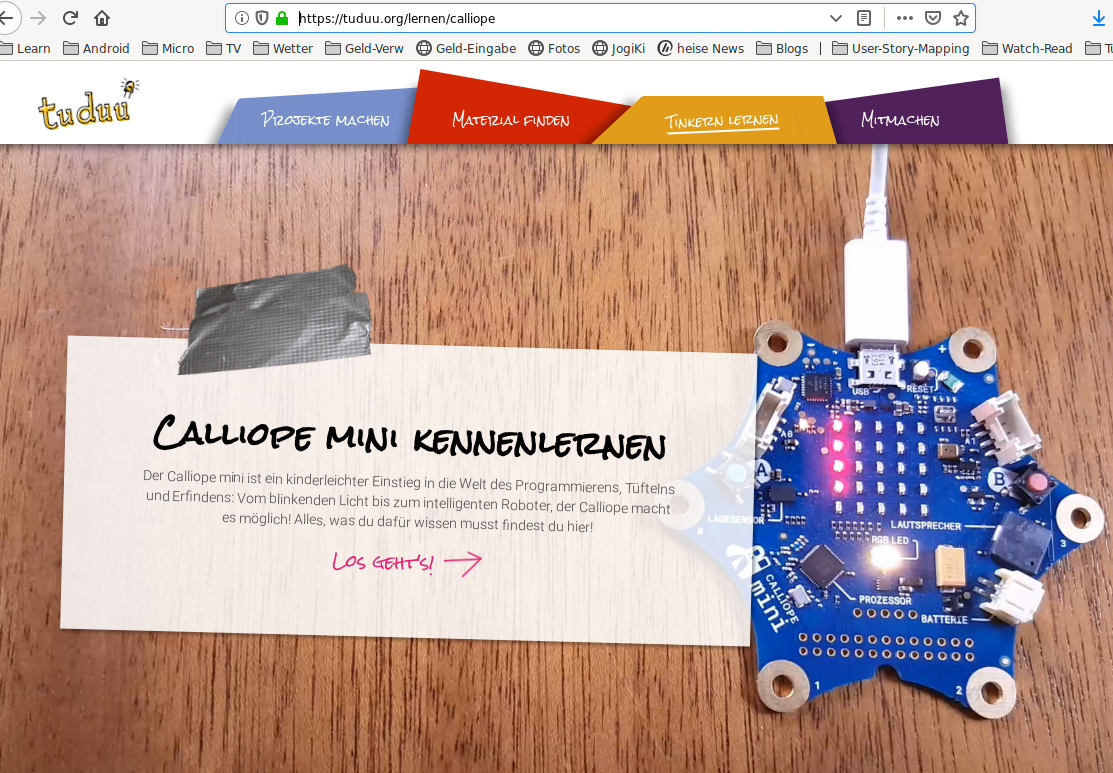 https://tuduu.org/lernen/calliope
Learn Android Micro TV Wetter Geld-Verw Geld-Eingabe Fotos JogiKi heise News Blogs | User-Story-Mapping Watch-Read
tuduu
Projekte machen Material finden Tinkern lernen Mitmachen
Calliope mini kennenlernen
Der Calliope mini ist ein kinderleichter Einstieg in die Welt des Programmierens, Tüftelns
und Erfindens: Vom blinkenden Licht bis zum intelligenten Roboter, der Calliope macht
es möglich! Alles, was du dafür wissen musst findest du hier!
Los geht's!
- +
USB RESET
A0 A1
A B
LAGESENSOR LAUTSPRECHER
0 3
RGB LED
CALLIOPE
mini
PROZESSOR
BATTERIE
1 2